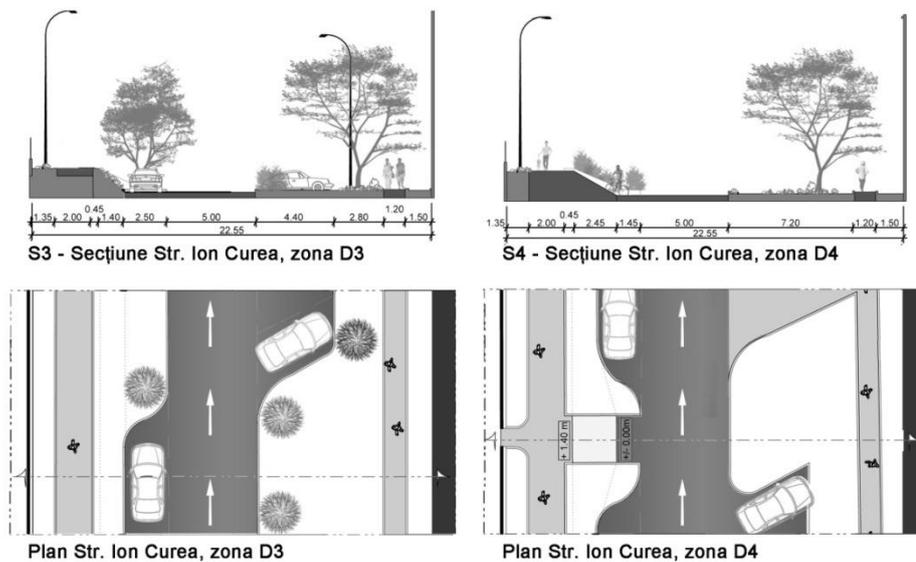 1.35 2.00 0.45 1.40 2.50 5.00 4.40 2.80 1.20 1.50
22.55
S3 - Secțiune Str. Ion Curea, zona D3
1.35 2.00 0.45 2.45 1.45 5.00 7.20 1.20 1.50
22.55
S4 - Secțiune Str. Ion Curea, zona D4
+ 1.40 m
+/- 0.00m
Plan Str. Ion Curea, zona D3
Plan Str. Ion Curea, zona D4